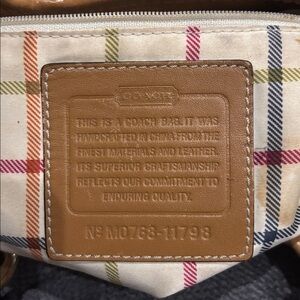 COACH
THIS IS A COACH BAG. IT WAS
HANDCRAFTED IN CHINA FROM THE
FINEST MATERIALS AND LEATHER.
ITS SUPERIOR CRAFTSMANSHIP
REFLECTS OUR COMMITMENT TO
ENDURING QUALITY.
Nº M0768-11798